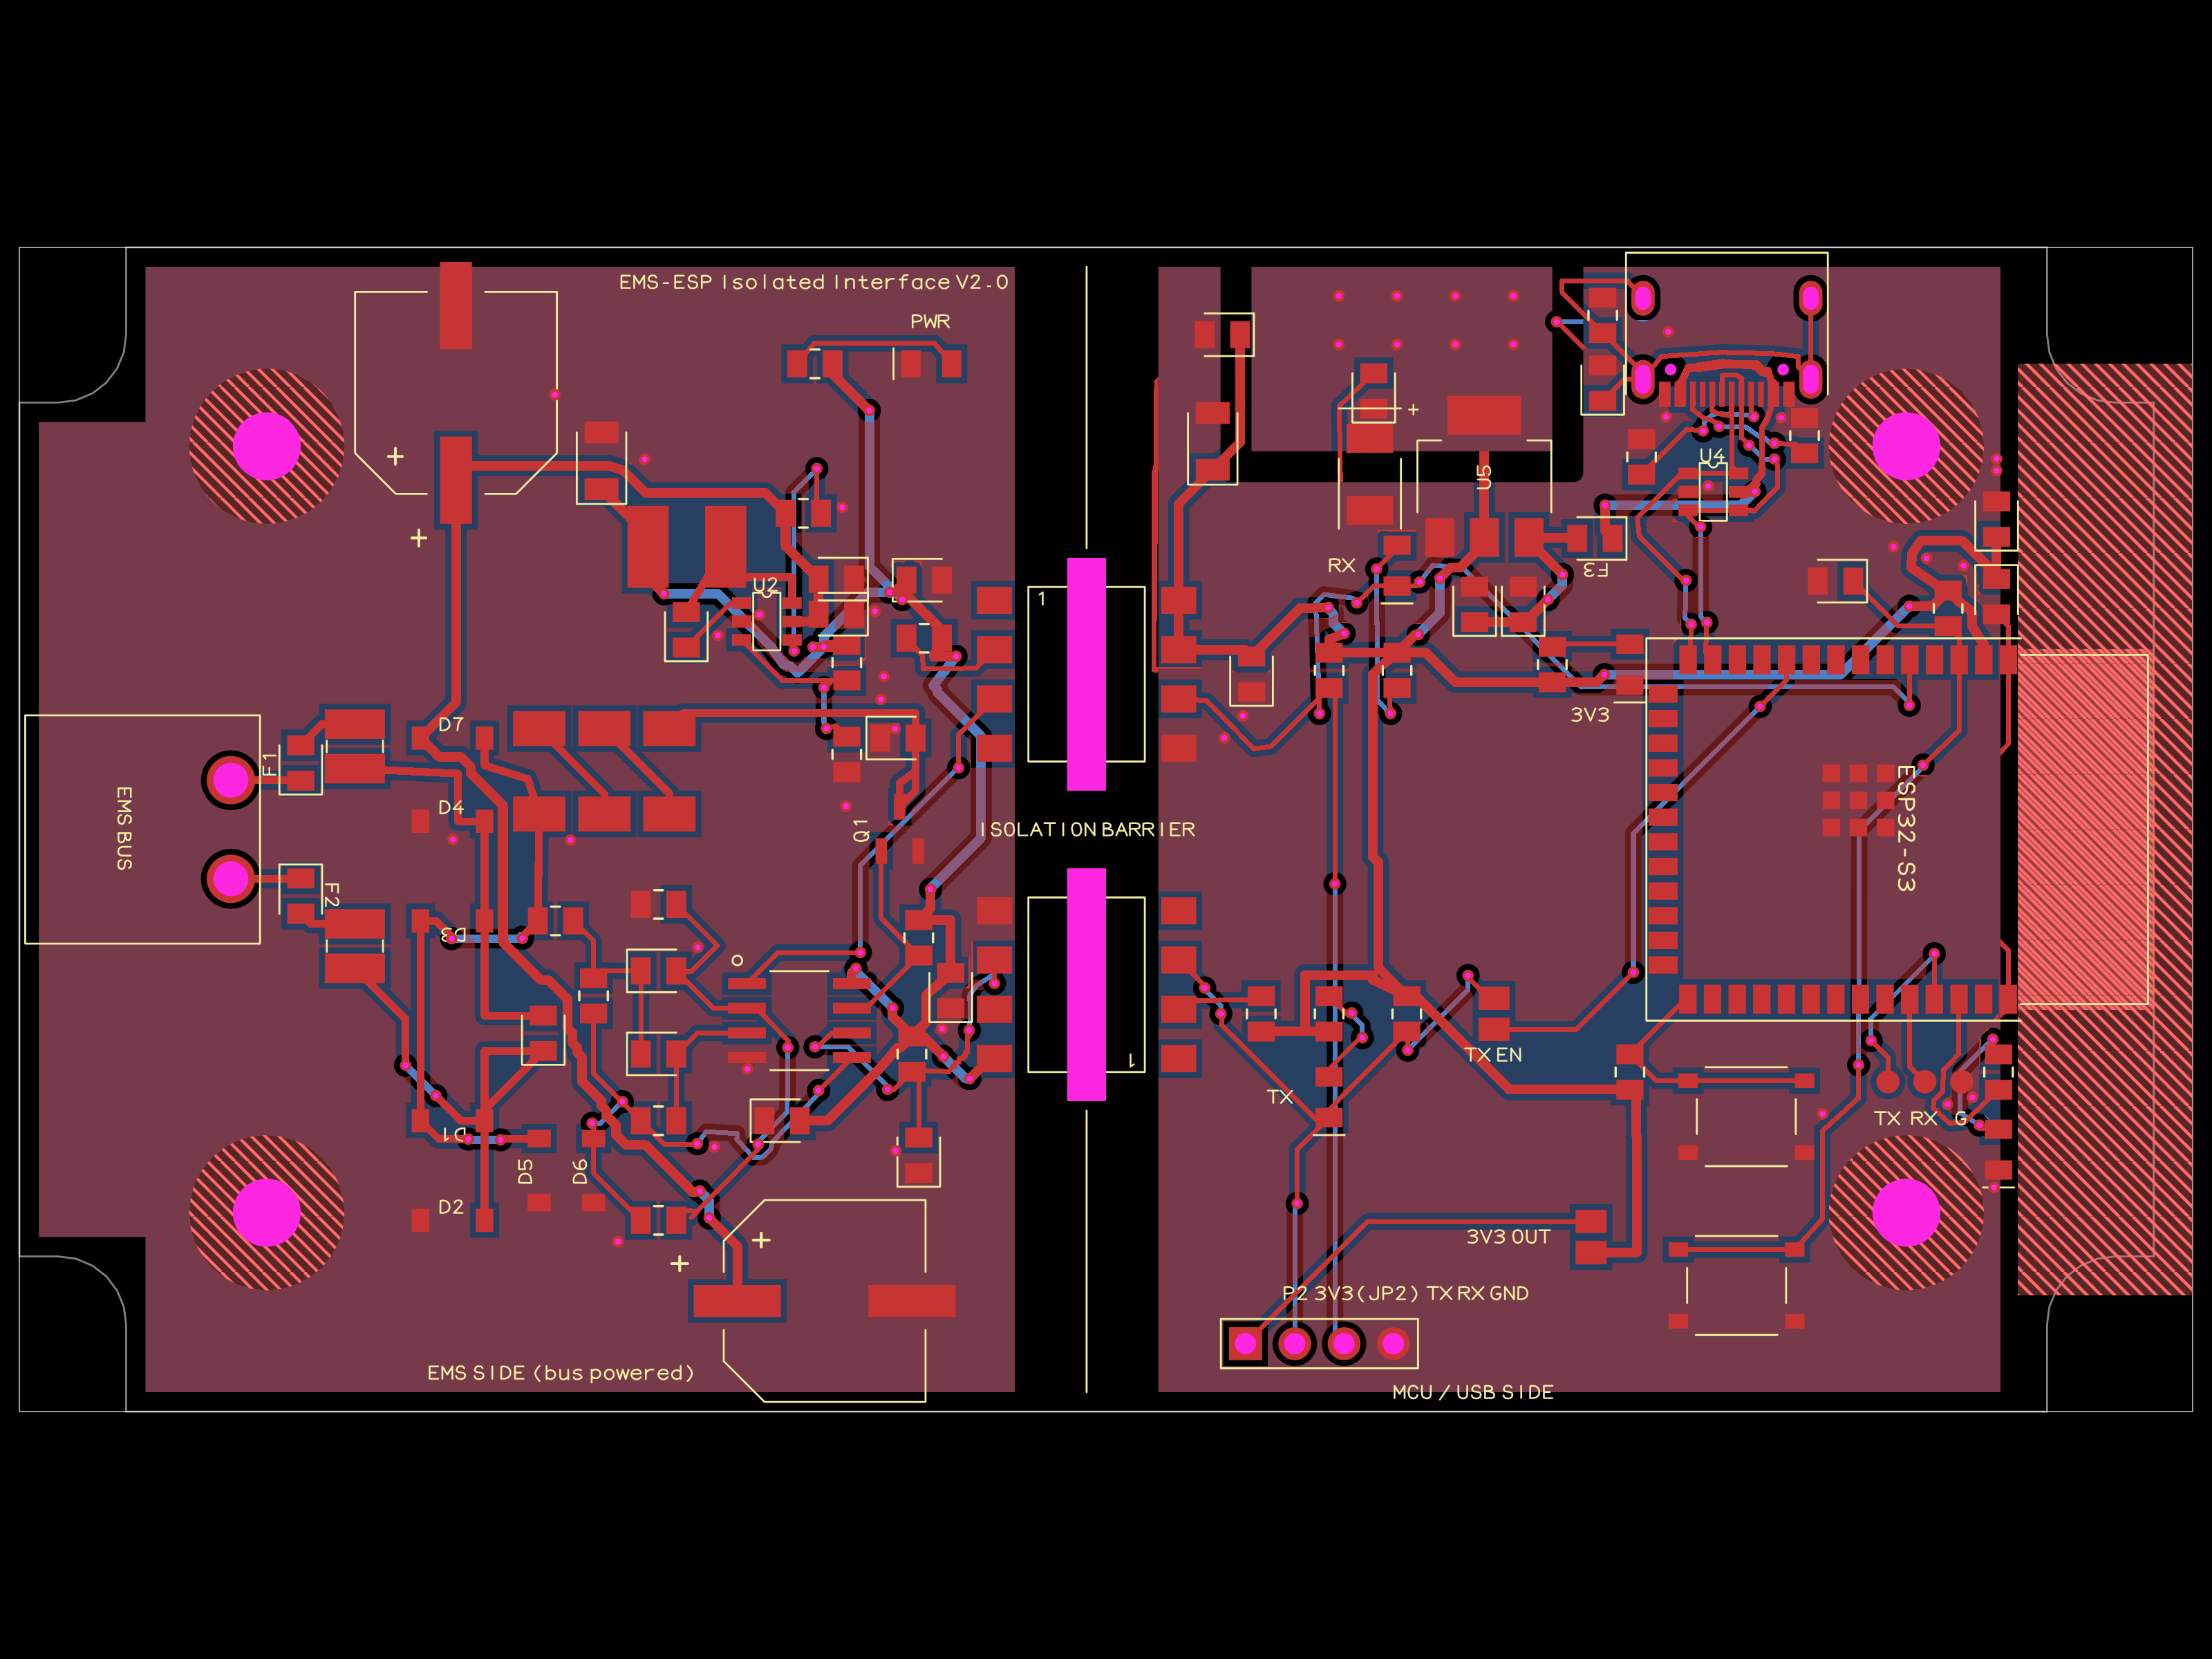 EMS-ESP Isolated Interface V2.0
PWR
+
+
+
U4
U5
RX
F3
U2
1
3V3
D7
F1
D4
EMS BUS
Q1
ISOLATION BARRIER
ESP32-S3
F2
D3
TX EN
1
TX
TX RX G
D1
D5
D6
D2
+
+
3V3 OUT
P2 3V3(JP2) TX RX GND
EMS SIDE (bus powered)
MCU / USB SIDE